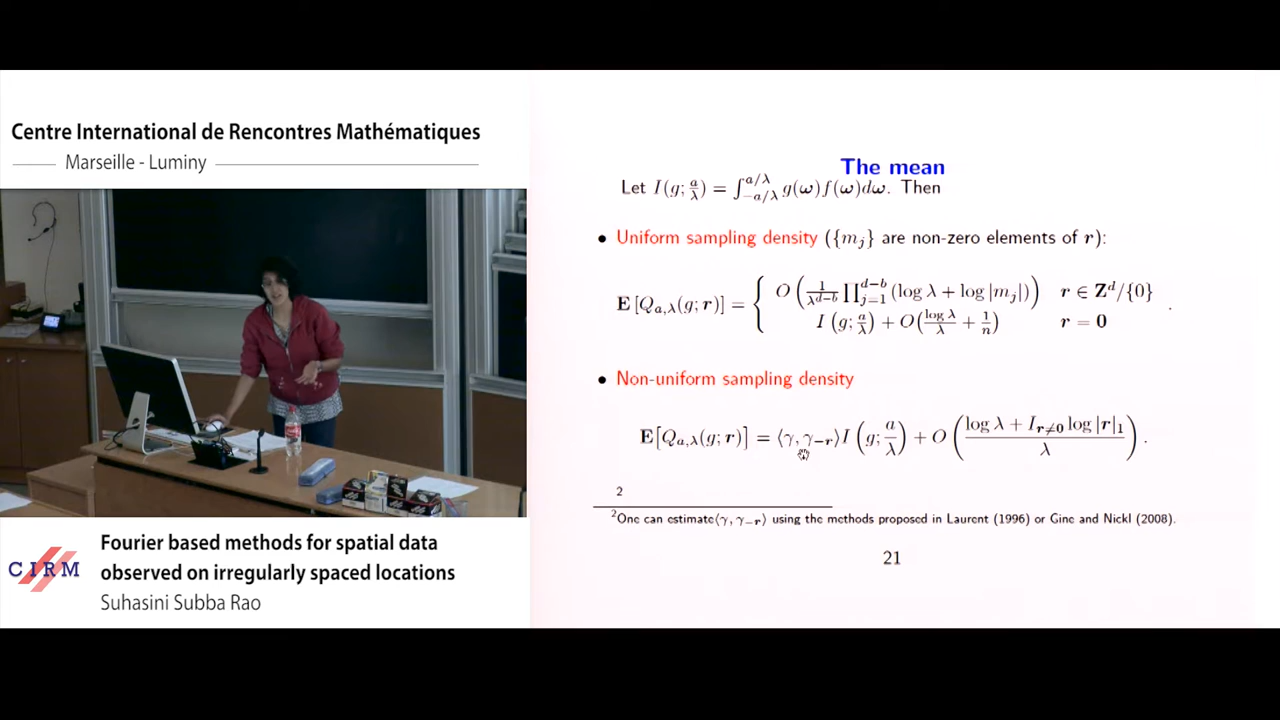 Centre International de Rencontres Mathématiques
Marseille - Luminy
The mean
Let I(g; a/λ) = ∫_{-a/λ}^{a/λ} g(ω)f(ω)dω. Then
• Uniform sampling density ({m_j} are non-zero elements of r):
E [Q_{a,λ}(g; r)] = { O(1/λ^{d-b} ∏_{j=1}^{d-b} (log λ + log |m_j|)) r ∈ Z^d/{0}
I (g; a/λ) + O(log λ/λ + 1/n) r = 0 .
• Non-uniform sampling density
E[Q_{a,λ}(g; r)] = ⟨γ, γ_{-r}⟩ I (g; a/λ) + O((log λ + I_{r≠0} log |r|_1)/λ) .
2
²One can estimate⟨γ, γ_{-r}⟩ using the methods proposed in Laurent (1996) or Gine and Nickl (2008).
21
CIRM
Fourier based methods for spatial data
observed on irregularly spaced locations
Suhasini Subba Rao